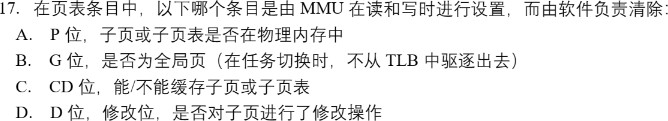 17. 在页表条目中，以下哪个条目是由 MMU 在读和写时进行设置，而由软件负责清除：
A. P 位，子页或子页表是否在物理内存中
B. G 位，是否为全局页（在任务切换时，不从 TLB 中驱逐出去）
C. CD 位，能/不能缓存子页或子页表
D. D 位，修改位，是否对子页进行了修改操作